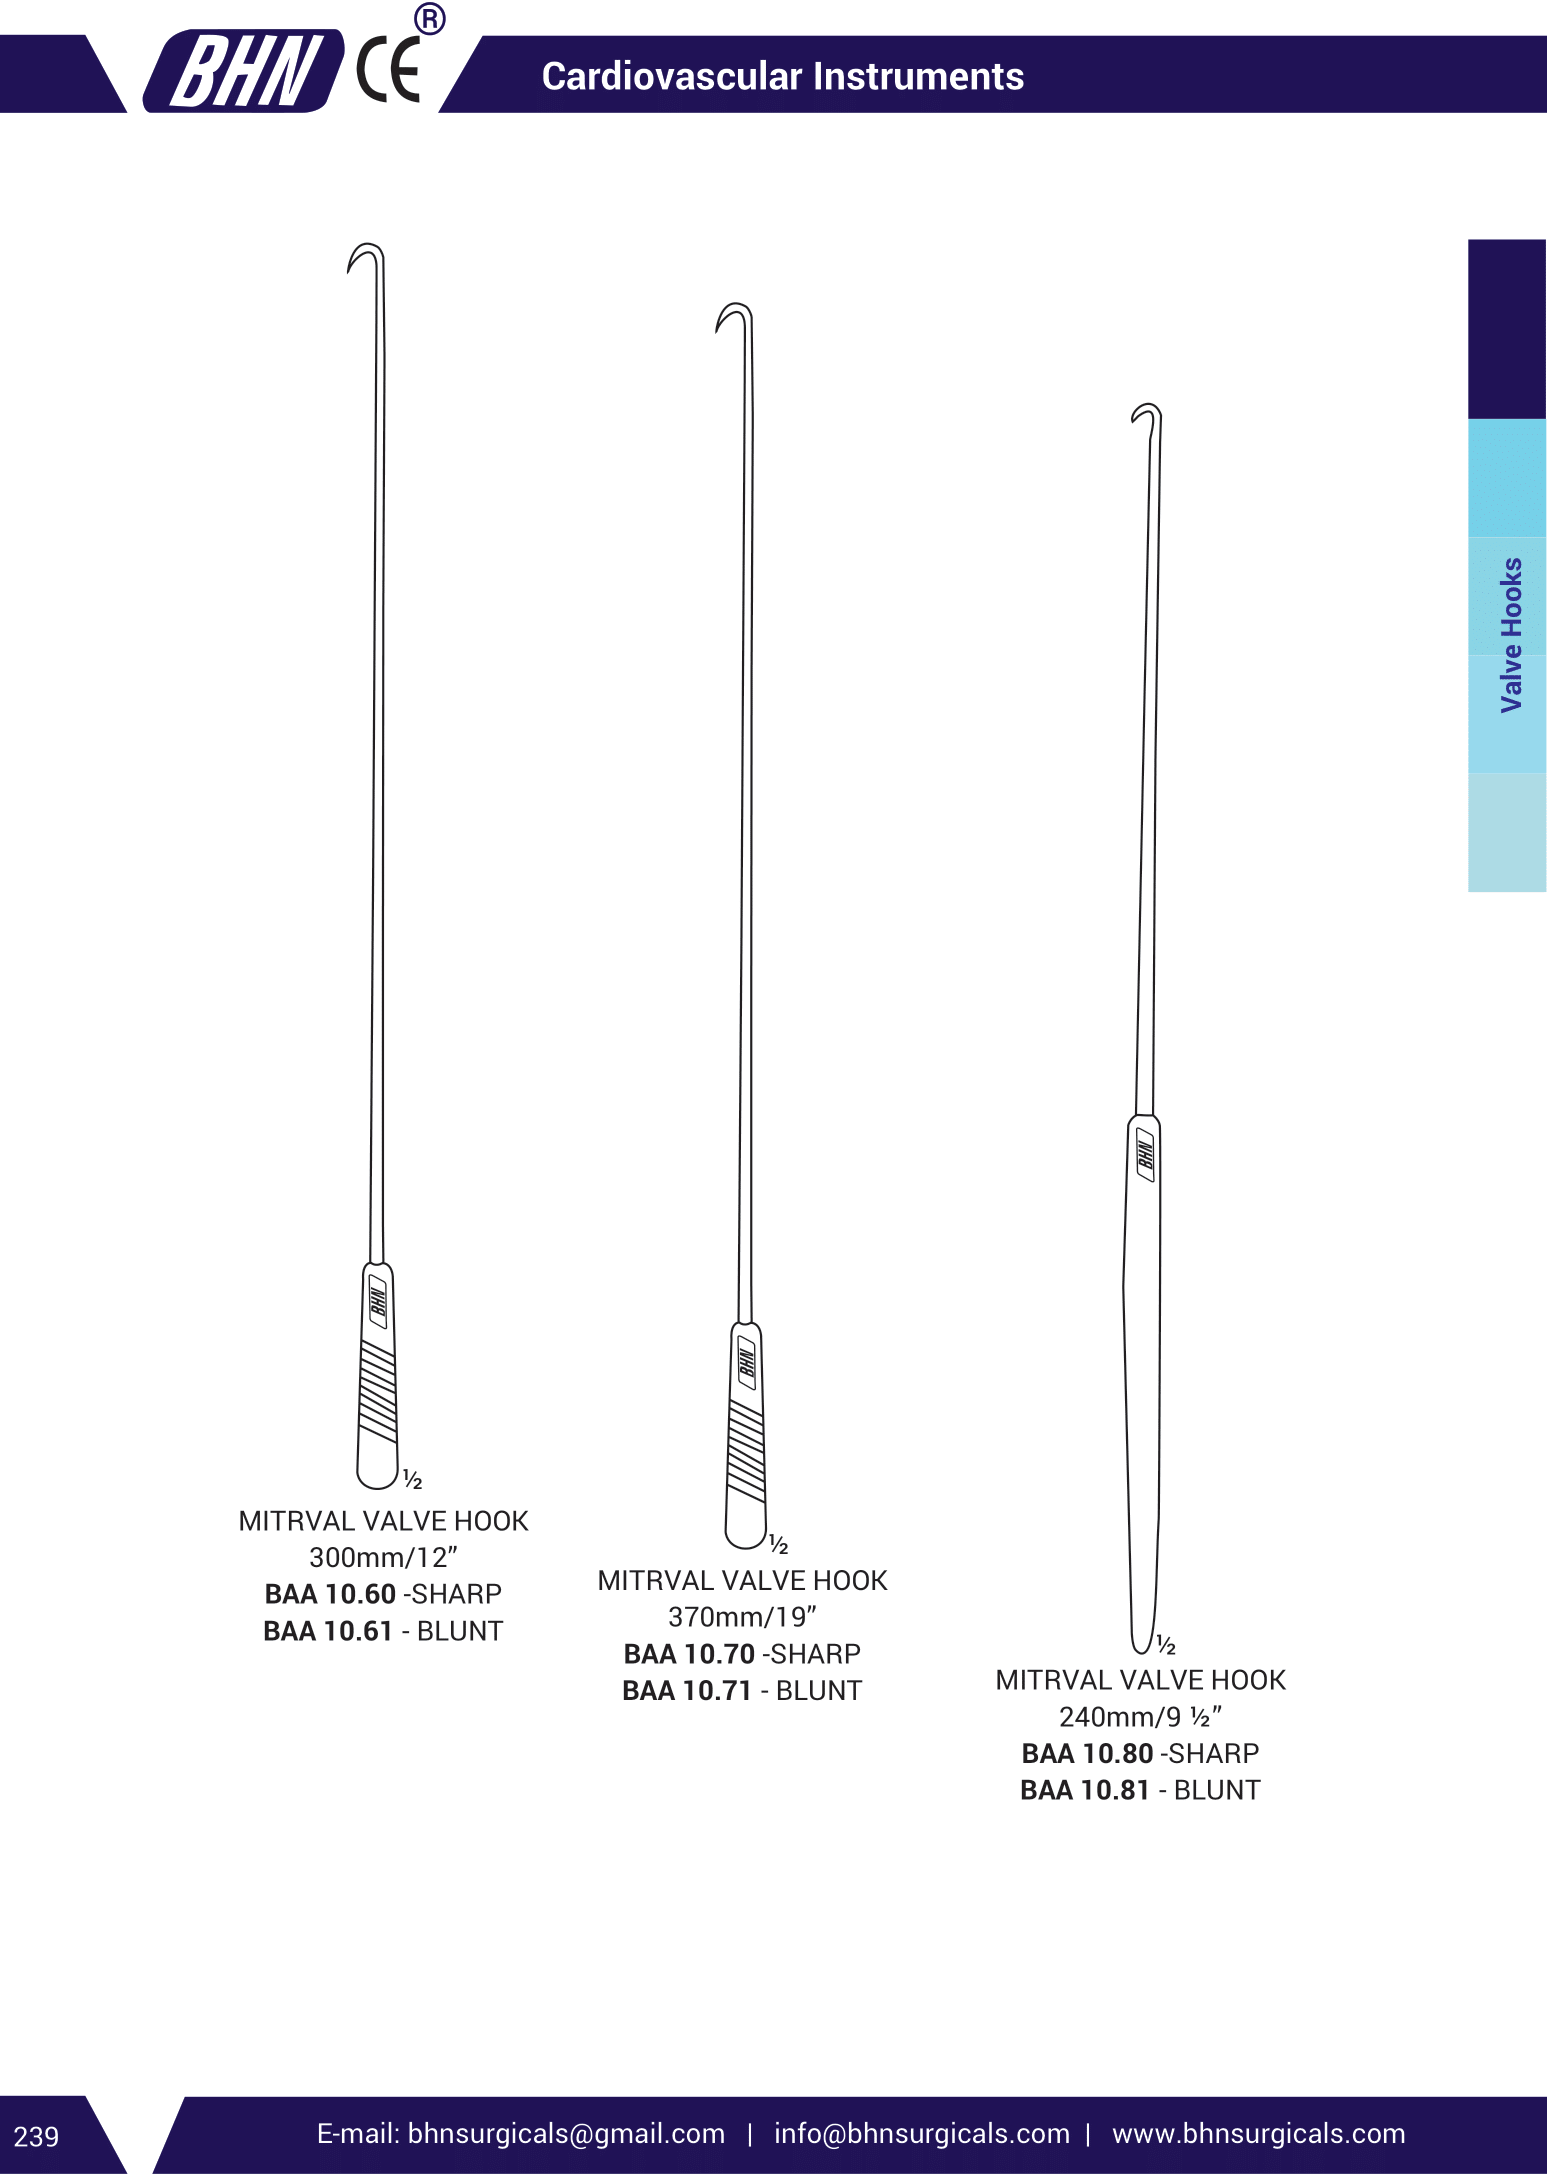 BHN CE ®
Cardiovascular Instruments
Valve Hooks
BHN
½
MITRVAL VALVE HOOK
300mm/12”
BAA 10.60 -SHARP
BAA 10.61 - BLUNT
BHN
½
MITRVAL VALVE HOOK
370mm/19”
BAA 10.70 -SHARP
BAA 10.71 - BLUNT
BHN
½
MITRVAL VALVE HOOK
240mm/9 ½”
BAA 10.80 -SHARP
BAA 10.81 - BLUNT
239
E-mail: bhnsurgicals@gmail.com | info@bhnsurgicals.com | www.bhnsurgicals.com